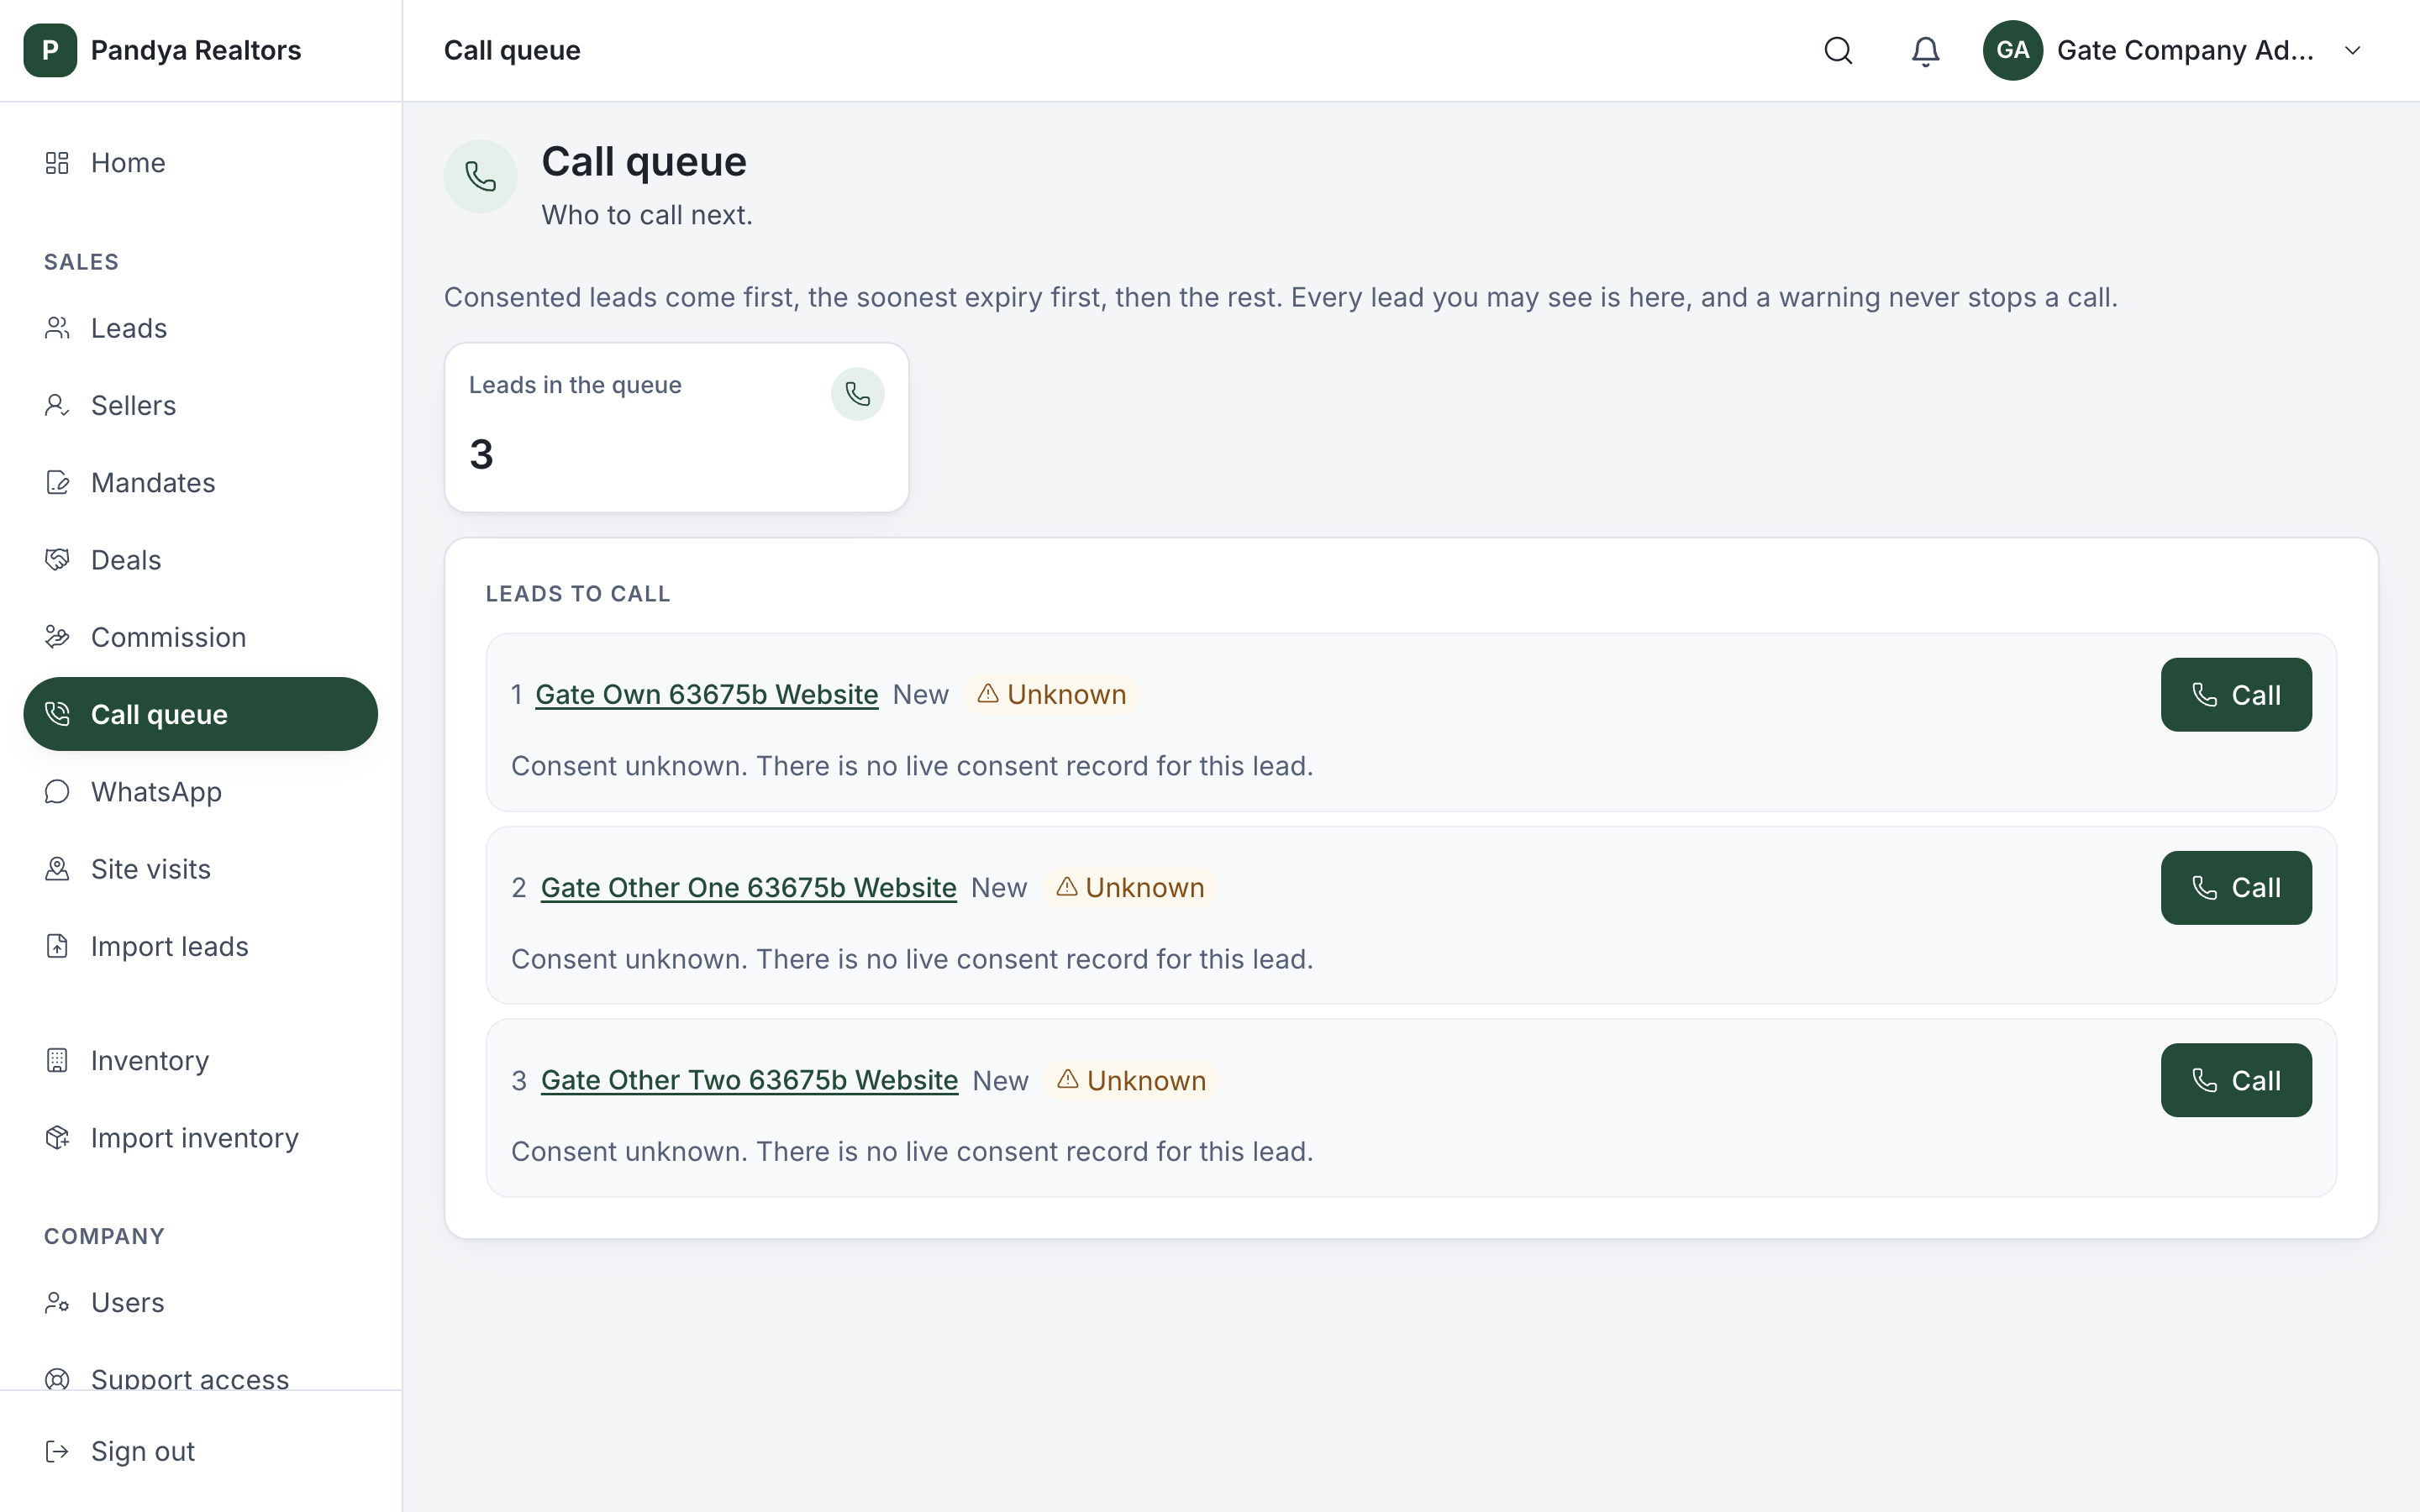 P Pandya Realtors
Call queue
GA Gate Company Ad...
Home
SALES
Leads
Sellers
Mandates
Deals
Commission
Call queue
WhatsApp
Site visits
Import leads
Inventory
Import inventory
COMPANY
Users
Support access
Sign out
Call queue
Who to call next.
Consented leads come first, the soonest expiry first, then the rest. Every lead you may see is here, and a warning never stops a call.
Leads in the queue
3
LEADS TO CALL
1 Gate Own 63675b Website New Unknown Call
Consent unknown. There is no live consent record for this lead.
2 Gate Other One 63675b Website New Unknown Call
Consent unknown. There is no live consent record for this lead.
3 Gate Other Two 63675b Website New Unknown Call
Consent unknown. There is no live consent record for this lead.